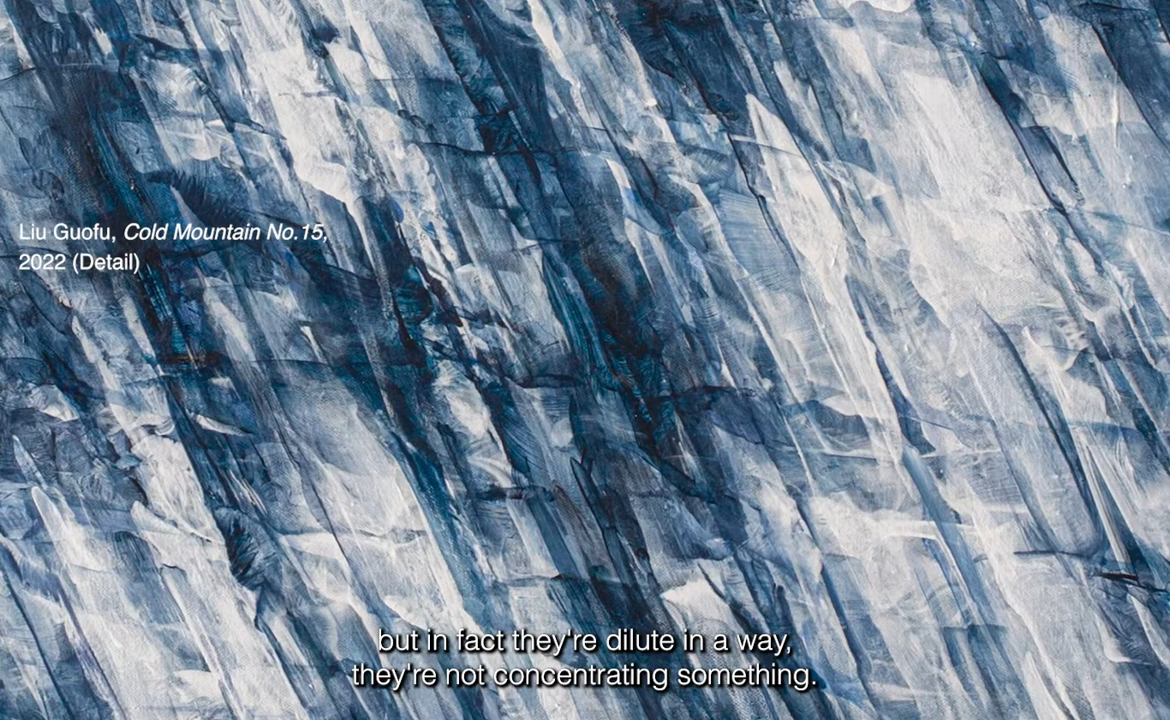 Liu Guofu, Cold Mountain No.15,
2022 (Detail)
but in fact they're dilute in a way,
they're not concentrating something.